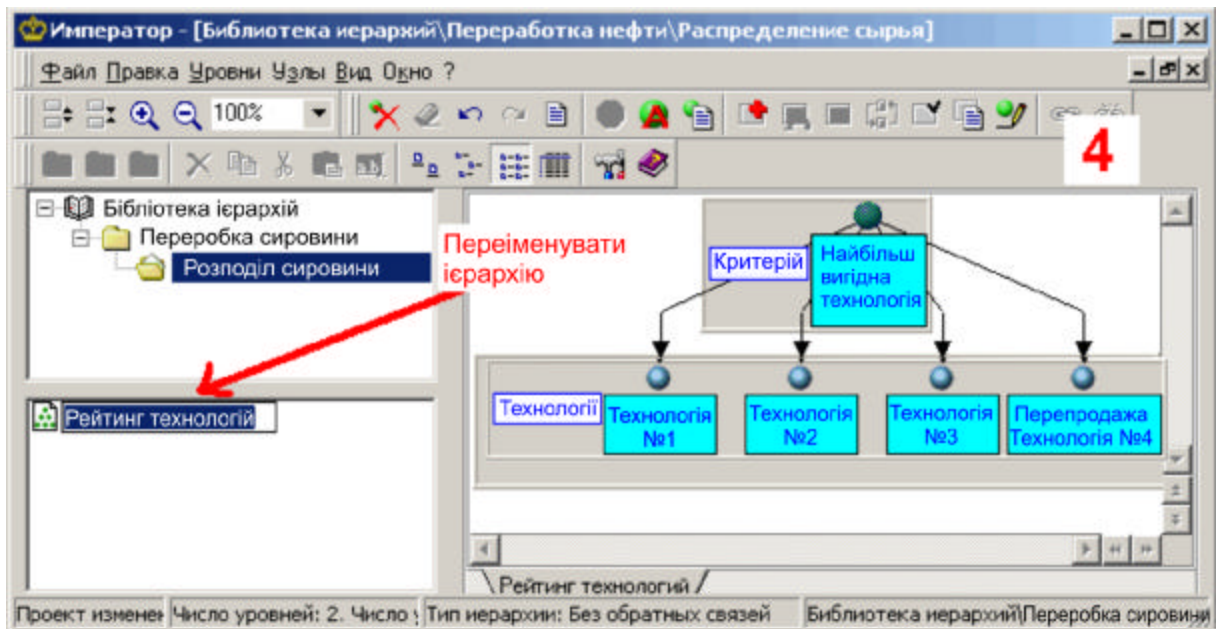 Император - [Библиотека иерархий\Переработка нефти\Распределение сырья]
Файл Правка Уровни Узлы Вид Окно ?
100%
4
Бібліотека ієрархій
Переробка сировини
Розподіл сировини
Переіменувати
ієрархію
Рейтинг технологій
Критерій
Найбільш
вигідна
технологія
Технології
Технологія
№1
Технологія
№2
Технологія
№3
Перепродажа
Технологія №4
Рейтинг технологий
Проект изменен Число уровней: 2. Число Тип иерархии: Без обратных связей Библиотека иерархий\Переробка сировини